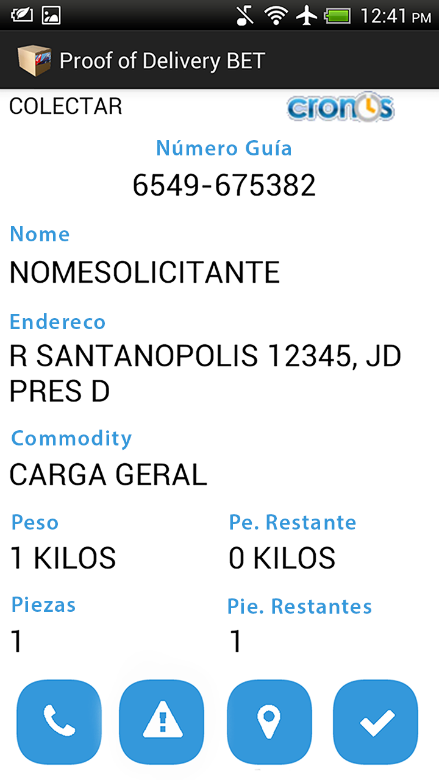 12:41 PM
Proof of Delivery BET
COLECTAR
cronos
Número Guía
6549-675382
Nome
NOMESOLICITANTE
Endereco
R SANTANOPOLIS 12345, JD
PRES D
Commodity
CARGA GERAL
Peso Pe. Restante
1 KILOS 0 KILOS
Piezas Pie. Restantes
1 1